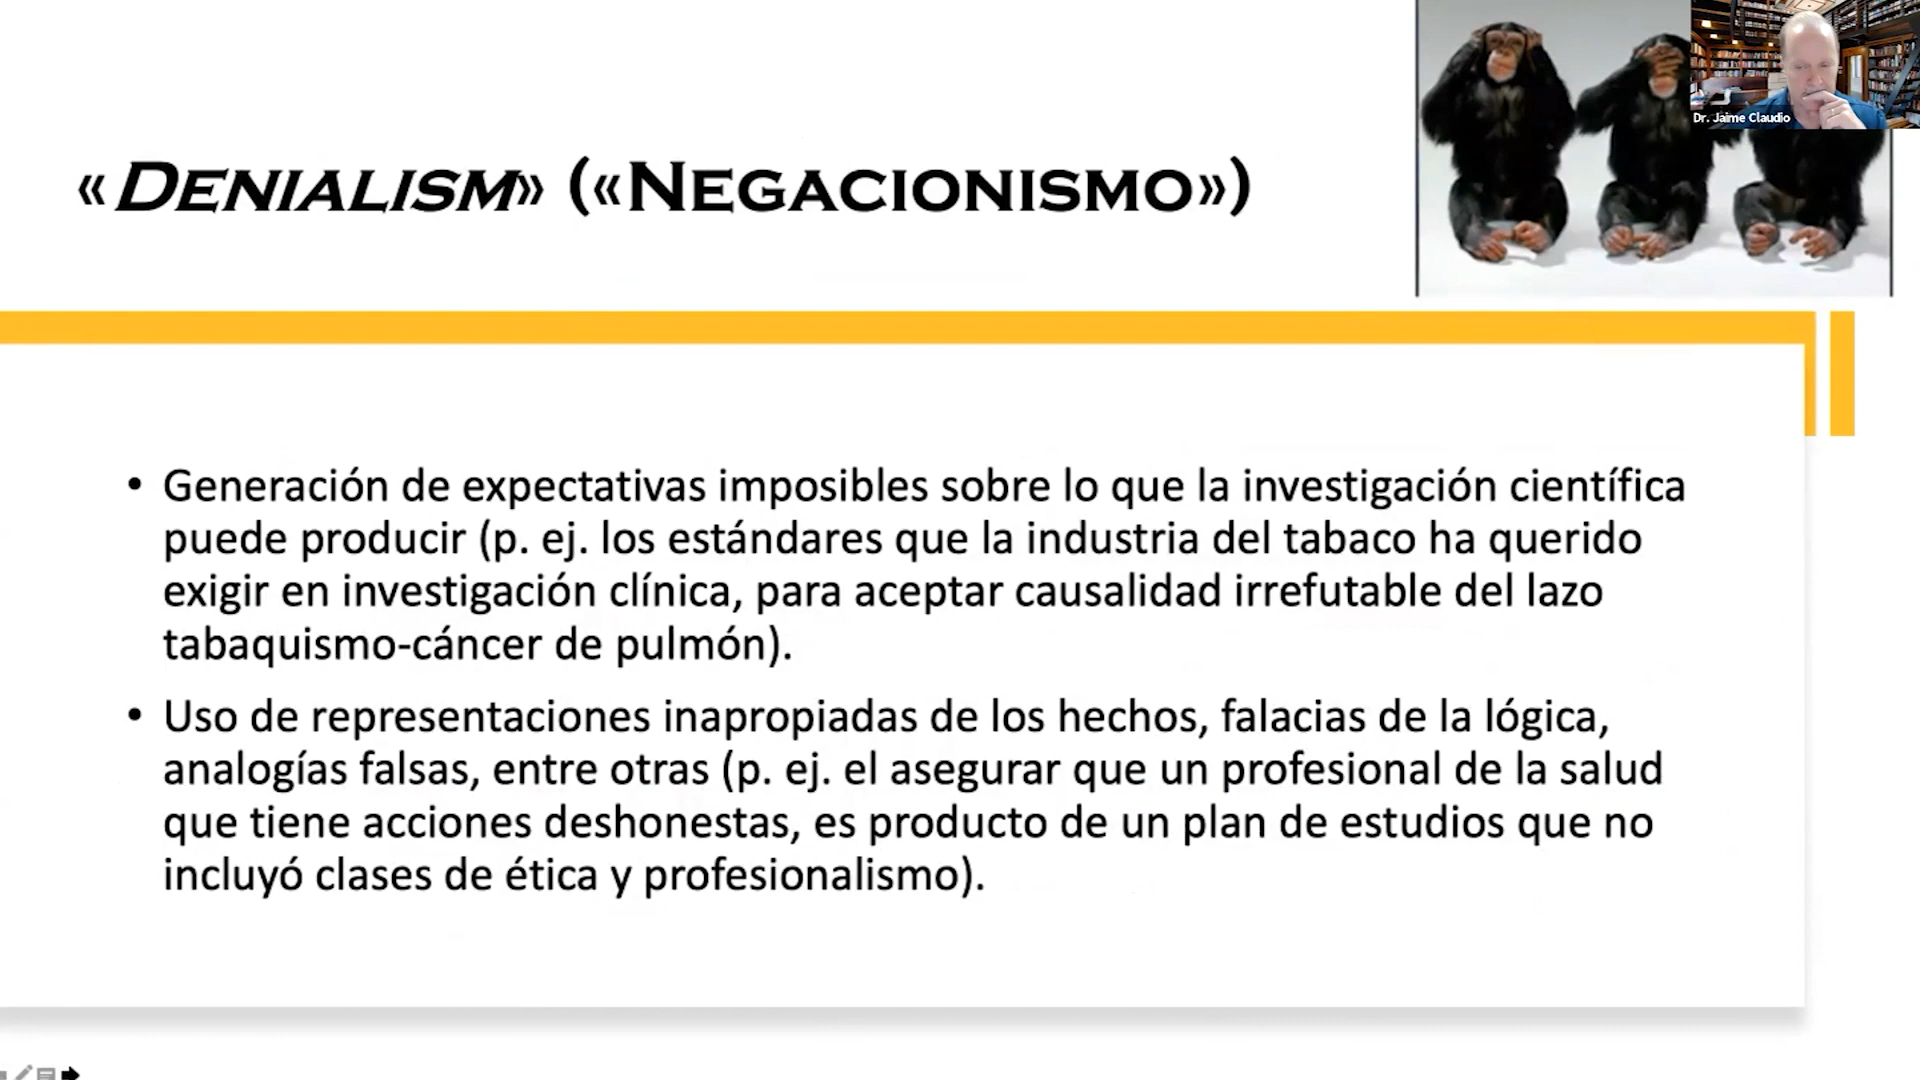 Dr. Jaime Claudio
«Denialism» («Negacionismo»)
• Generación de expectativas imposibles sobre lo que la investigación científica
puede producir (p. ej. los estándares que la industria del tabaco ha querido
exigir en investigación clínica, para aceptar causalidad irrefutable del lazo
tabaquismo-cáncer de pulmón).
• Uso de representaciones inapropiadas de los hechos, falacias de la lógica,
analogías falsas, entre otras (p. ej. el asegurar que un profesional de la salud
que tiene acciones deshonestas, es producto de un plan de estudios que no
incluyó clases de ética y profesionalismo).